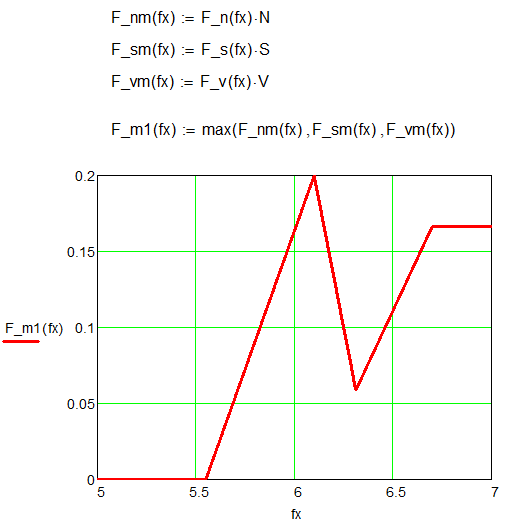 F_nm(fx) := F_n(fx)·N
F_sm(fx) := F_s(fx)·S
F_vm(fx) := F_v(fx)·V
F_m1(fx) := max(F_nm(fx) ,F_sm(fx) ,F_vm(fx))
0.2
0.15
0.1
F_m1(fx)
0.05
0
5 5.5 6 6.5 7
fx